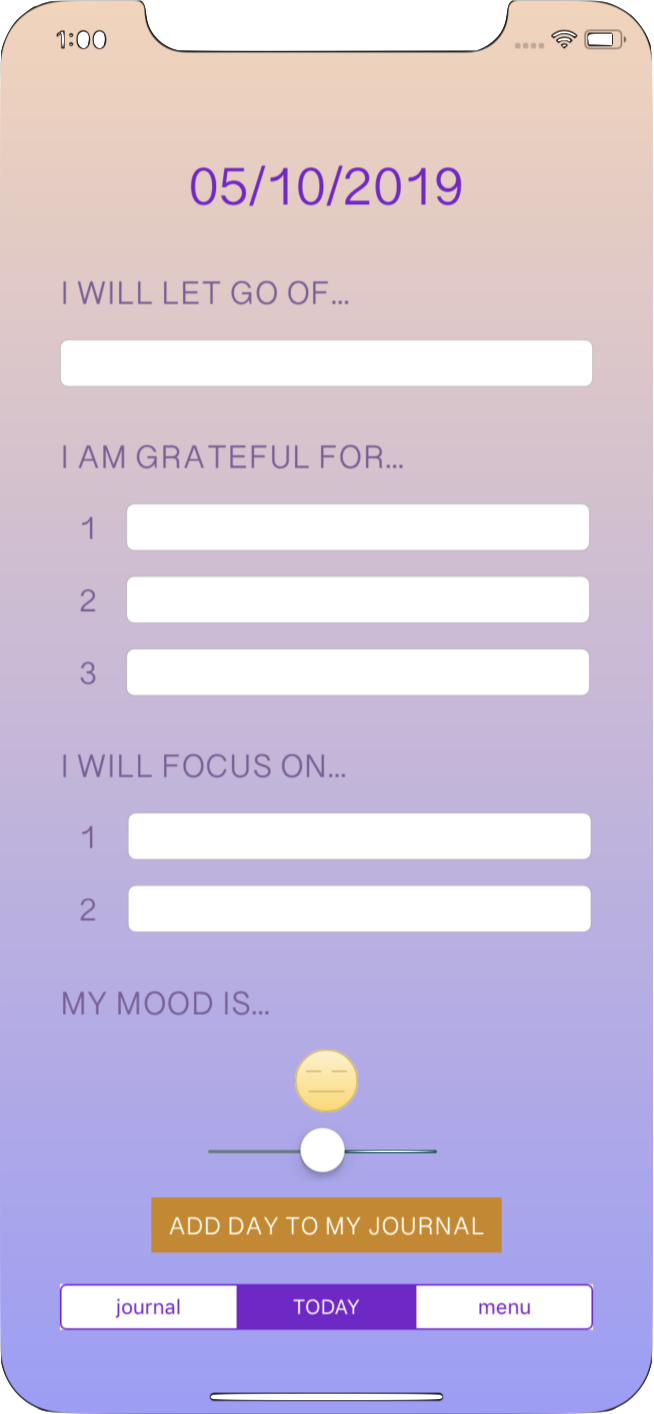 1:00
05/10/2019
I WILL LET GO OF...
I AM GRATEFUL FOR...
1
2
3
I WILL FOCUS ON...
1
2
MY MOOD IS...
ADD DAY TO MY JOURNAL
journal TODAY menu